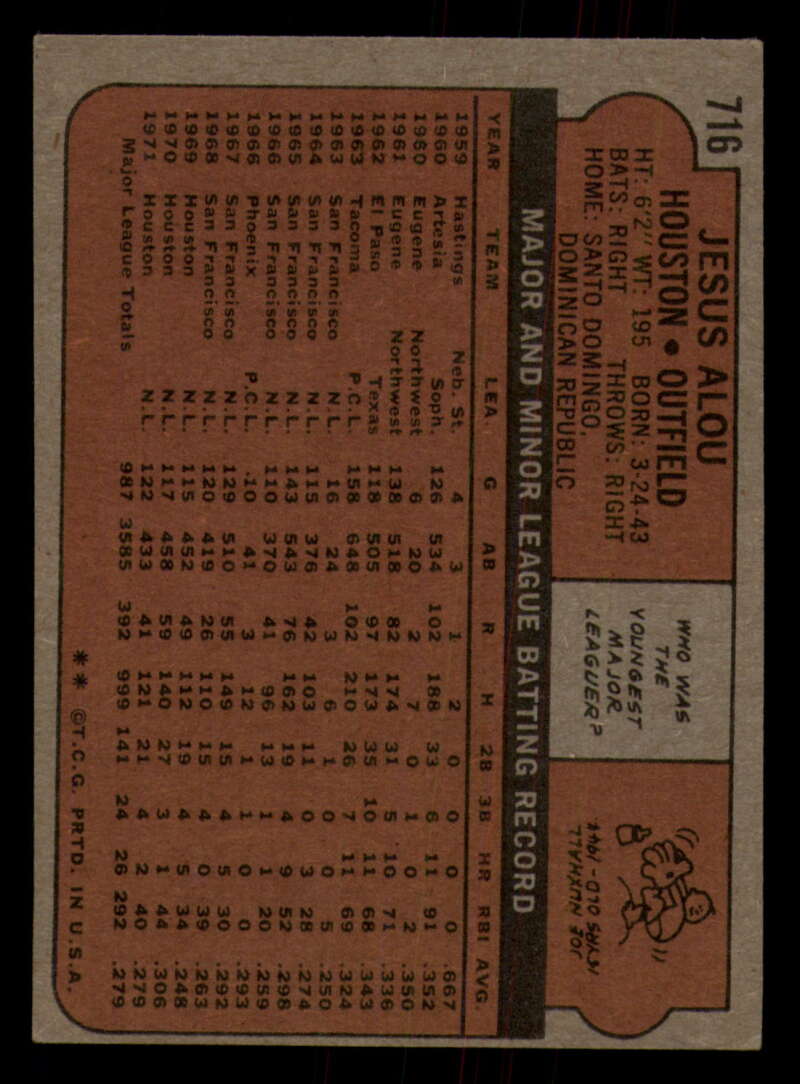 716
JESUS ALOU
HOUSTON • OUTFIELD
HT: 6'2" WT: 195 BORN: 3-24-43
BATS: RIGHT THROWS: RIGHT
HOME: SANTO DOMINGO,
DOMINICAN REPUBLIC
WHO WAS
THE
YOUNGEST
MAJOR
LEAGUER?
JOE NUXHALL
YRS OLD - 1944
MAJOR AND MINOR LEAGUE BATTING RECORD
YEAR TEAM LEA. G AB R H 2B 3B HR RBI AVG.
1959 Hastings Neb. St. 4 3 1 2 0 0 0 0 .667
1960 Artesia Soph. 126 534 102 188 33 6 11 91 .352
1960 Eugene Northwest 6 20 2 7 0 1 0 2 .350
1961 Eugene Northwest 138 518 82 174 31 5 10 71 .336
1962 El Paso Texas 118 505 97 173 35 10 11 68 .343
1963 Tacoma P.C.L. 158 648 102 210 26 7 11 69 .324
1963 San Francisco N.L. 16 24 3 6 1 0 0 5 .250
1964 San Francisco N.L. 115 376 42 103 11 0 3 28 .274
1965 San Francisco N.L. 143 543 76 162 19 4 9 52 .298
1966 San Francisco N.L. 110 370 41 96 13 1 1 20 .259
1966 Phoenix P.C.L. 10 41 3 12 1 1 0 0 .293
1967 San Francisco N.L. 129 510 55 149 15 4 5 30 .292
1968 San Francisco N.L. 120 419 26 110 15 4 0 39 .263
1969 Houston N.L. 115 452 49 112 19 4 5 34 .248
1970 Houston N.L. 117 458 59 140 27 3 1 44 .306
1971 Houston N.L. 122 433 41 121 21 4 2 40 .279
Major League Totals 987 3585 392 999 141 24 26 292 .279
** ©T.C.G. PRTD. IN U.S.A.